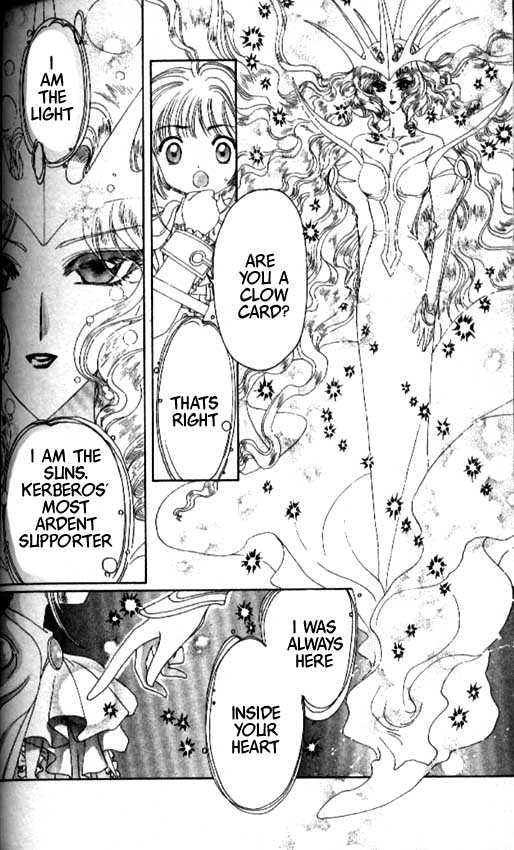 ARE
YOU A
CLOW
CARD?
THATS
RIGHT
I
AM
THE
LIGHT
I AM THE
SUNS.
KERBEROS'
MOST
ARDENT
SUPPORTER
I WAS
ALWAYS
HERE
INSIDE
YOUR
HEART